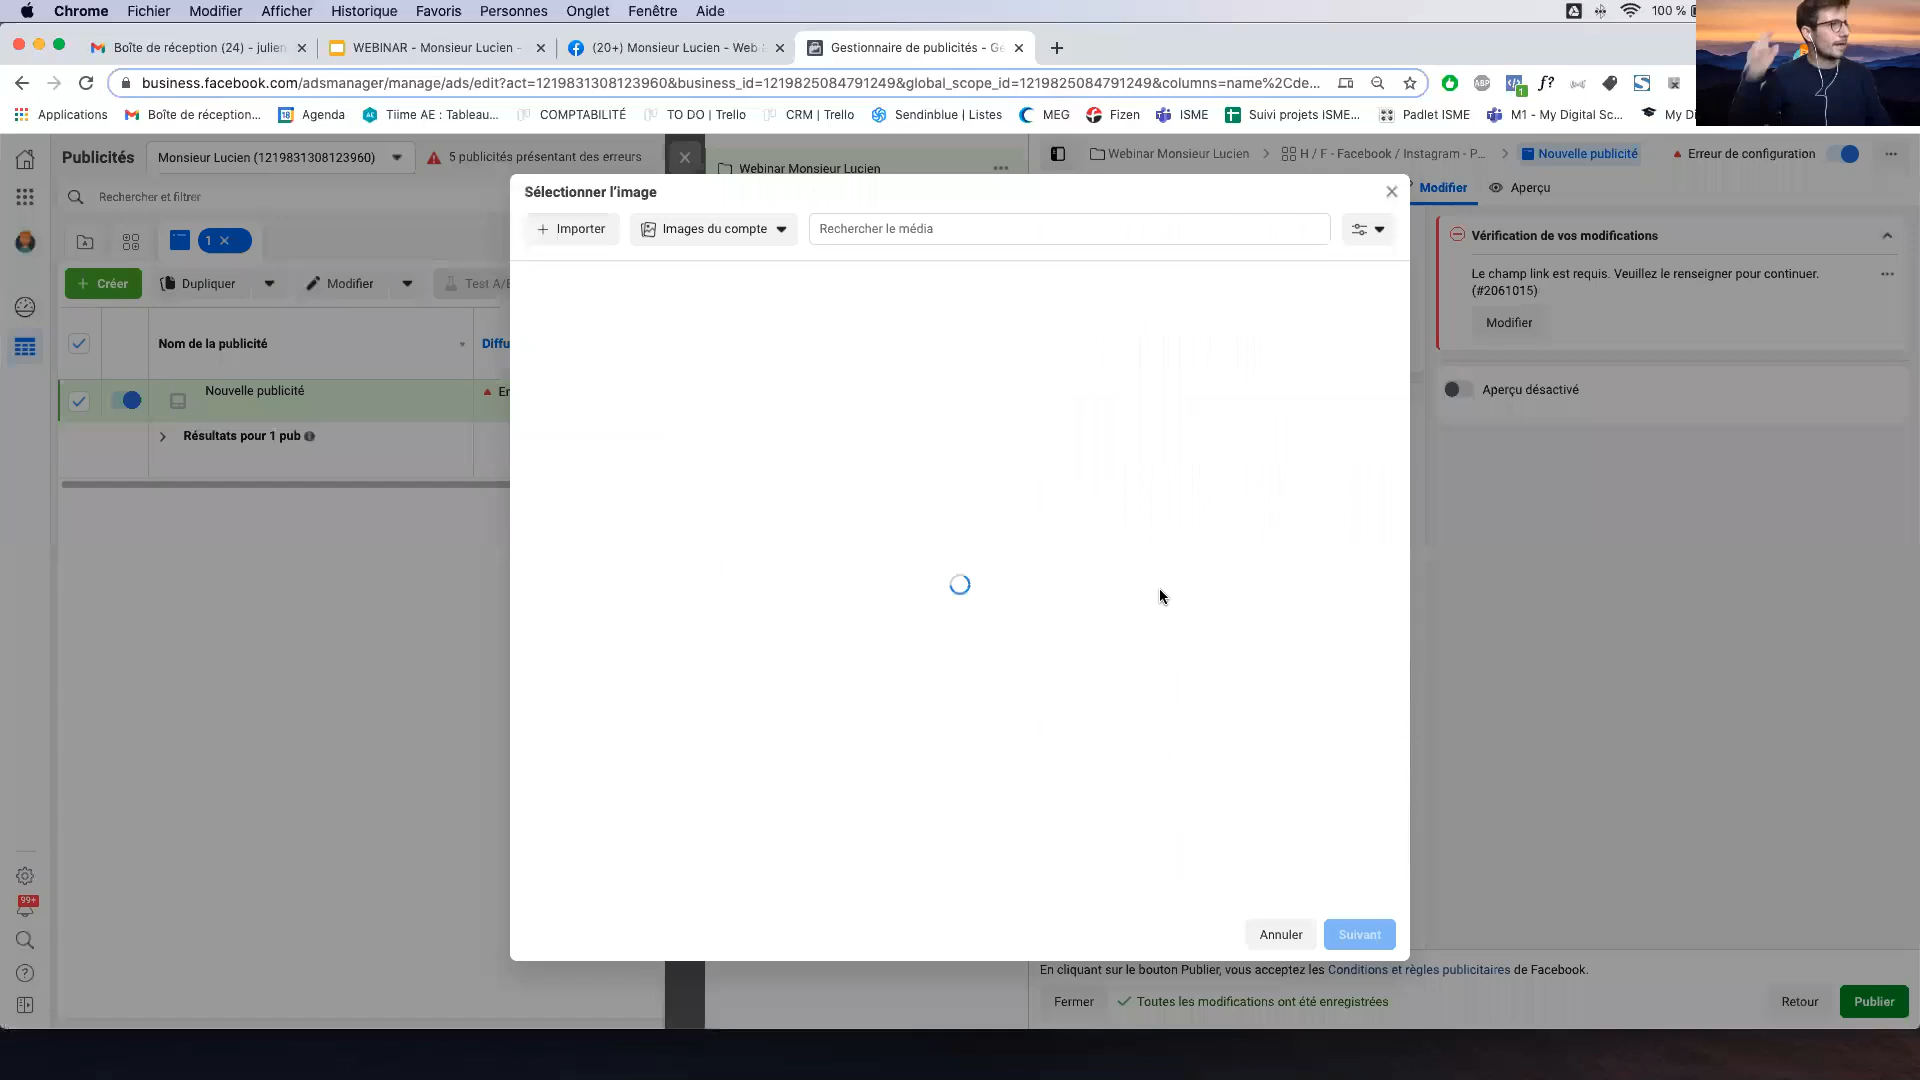 Chrome Fichier Modifier Afficher Historique Favoris Personnes Onglet Fenêtre Aide 100 %
Boîte de réception (24) - julien
WEBINAR - Monsieur Lucien -
(20+) Monsieur Lucien - Web
Gestionnaire de publicités - Ge
business.facebook.com/adsmanager/manage/ads/edit?act=1219831308123960&business_id=1219825084791249&global_scope_id=1219825084791249&columns=name%2Cde...
ABP
1
f?
Applications
Boîte de réception...
18 Agenda
Tiime AE : Tableau...
COMPTABILITÉ
TO DO | Trello
CRM | Trello
Sendinblue | Listes
MEG
Fizen
ISME
Suivi projets ISME...
Padlet ISME
M1 - My Digital Sc...
My Di
Publicités
Monsieur Lucien (1219831308123960)
5 publicités présentant des erreurs
Webinar Monsieur Lucien
Webinar Monsieur Lucien
H / F - Facebook / Instagram - P...
Nouvelle publicité
Erreur de configuration
Rechercher et filtrer
Sélectionner l'image
Modifier
Aperçu
Importer
Images du compte
Rechercher le média
1
Vérification de vos modifications
Le champ link est requis. Veuillez le renseigner pour continuer.
(#2061015)
Modifier
Créer
Dupliquer
Modifier
Test A/B
Nom de la publicité
Diffu
Nouvelle publicité
Er
Aperçu désactivé
Résultats pour 1 pub
99+
Annuler
Suivant
En cliquant sur le bouton Publier, vous acceptez les Conditions et règles publicitaires de Facebook.
Fermer
Toutes les modifications ont été enregistrées
Retour
Publier